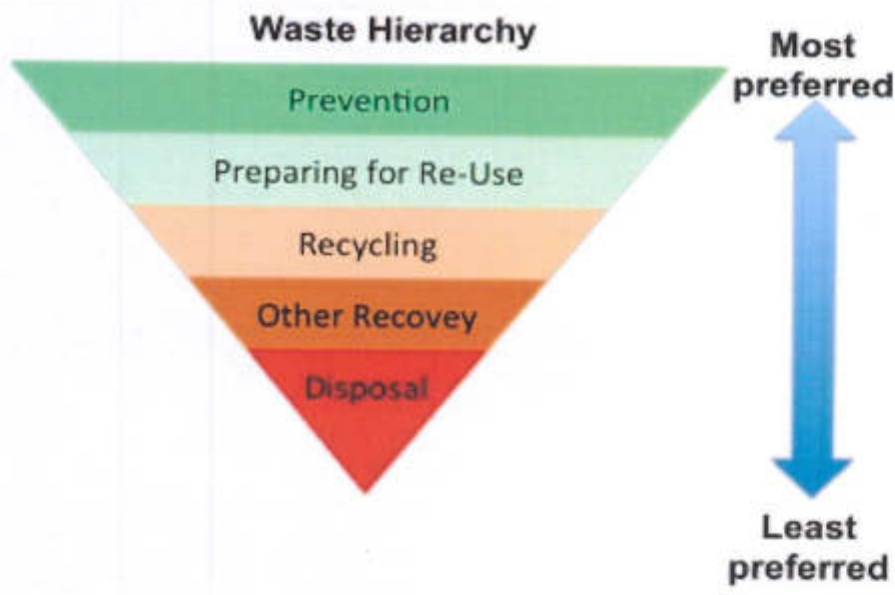 Waste Hierarchy
Most
preferred
Prevention
Preparing for Re-Use
Recycling
Other Recovey
Disposal
Least
preferred